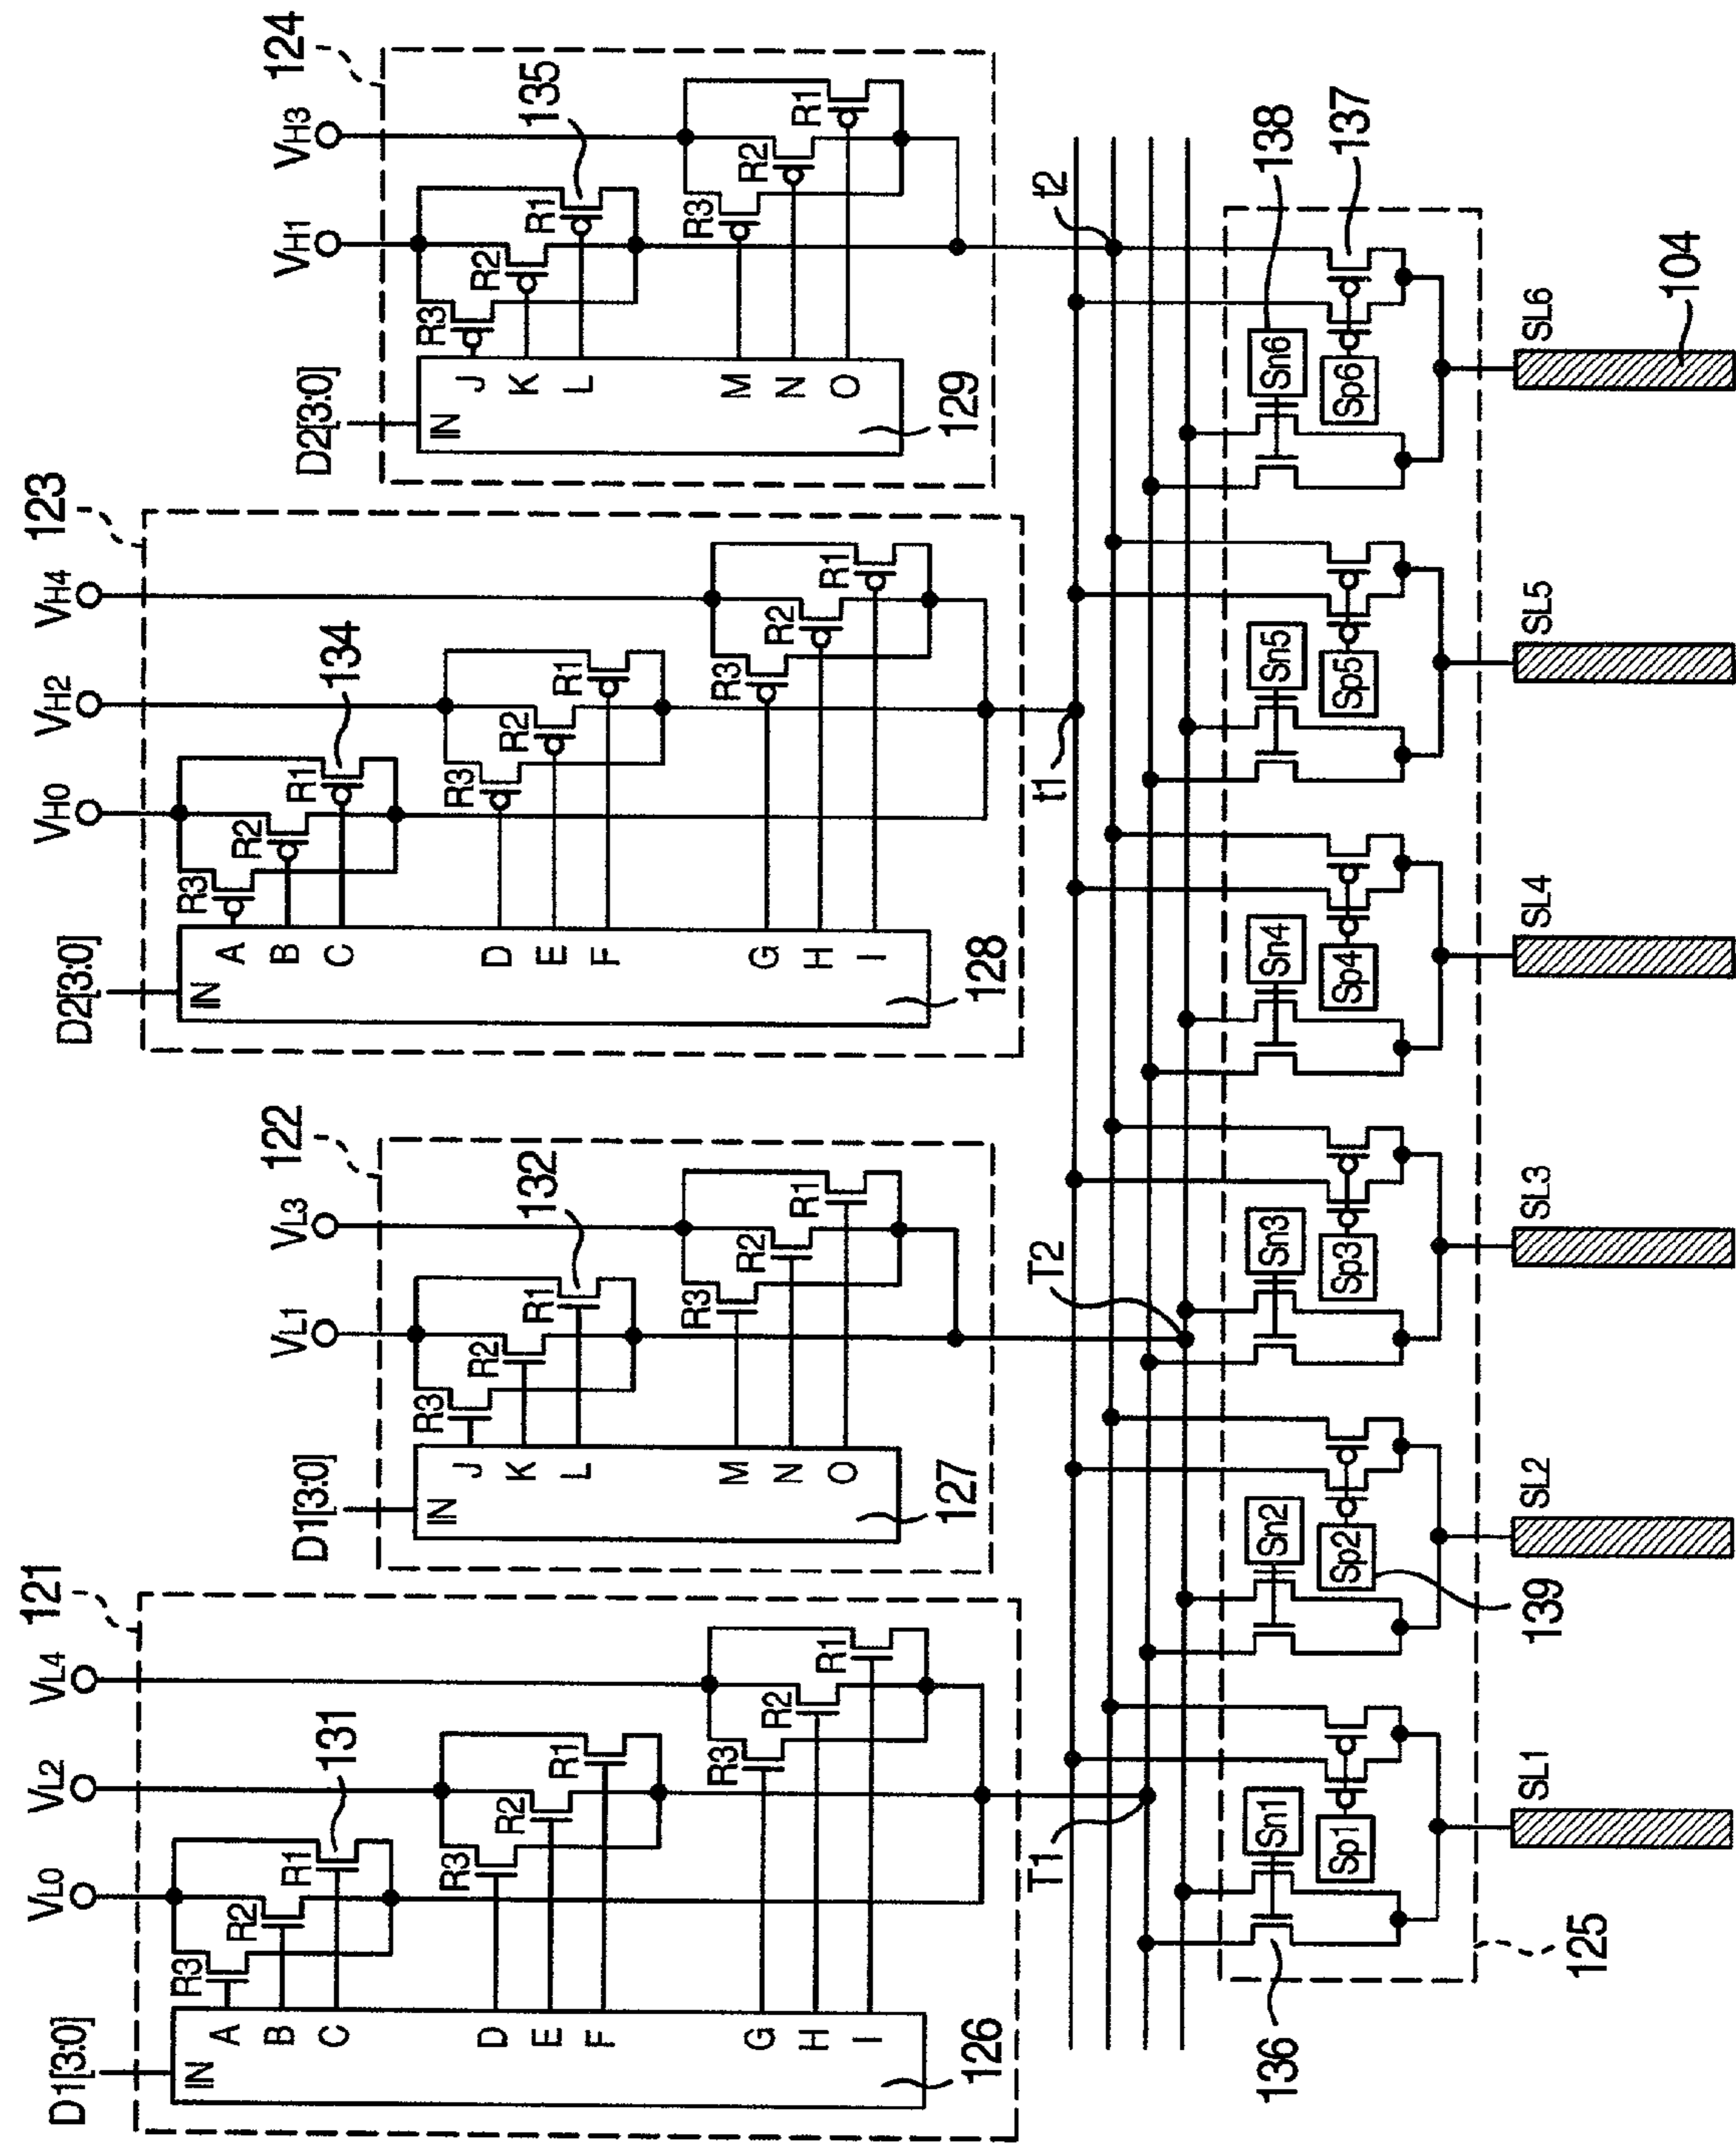 121
122
123
124
VL0
VL2
VL4
VL1
VL3
VH0
VH2
VH4
VH1
VH3
D1[3:0]
IN
A
B
C
D
E
F
G
H
I
126
R3
R2
R1
131
R3
R2
R1
R3
R2
R1
D1[3:0]
IN
J
K
L
M
N
O
127
R3
R2
R1
132
R3
R2
R1
D2[3:0]
IN
A
B
C
D
E
F
G
H
I
128
R3
R2
R1
134
R3
R2
R1
R3
R2
R1
D2[3:0]
IN
J
K
L
M
N
O
129
R3
R2
R1
135
R3
R2
R1
T1
T2
t1
t2
136
Sn1
Sp1
Sn2
Sp2
139
Sn3
Sp3
Sn4
Sp4
Sn5
Sp5
Sn6
138
Sp6
137
125
SL1
SL2
SL3
SL4
SL5
SL6
104